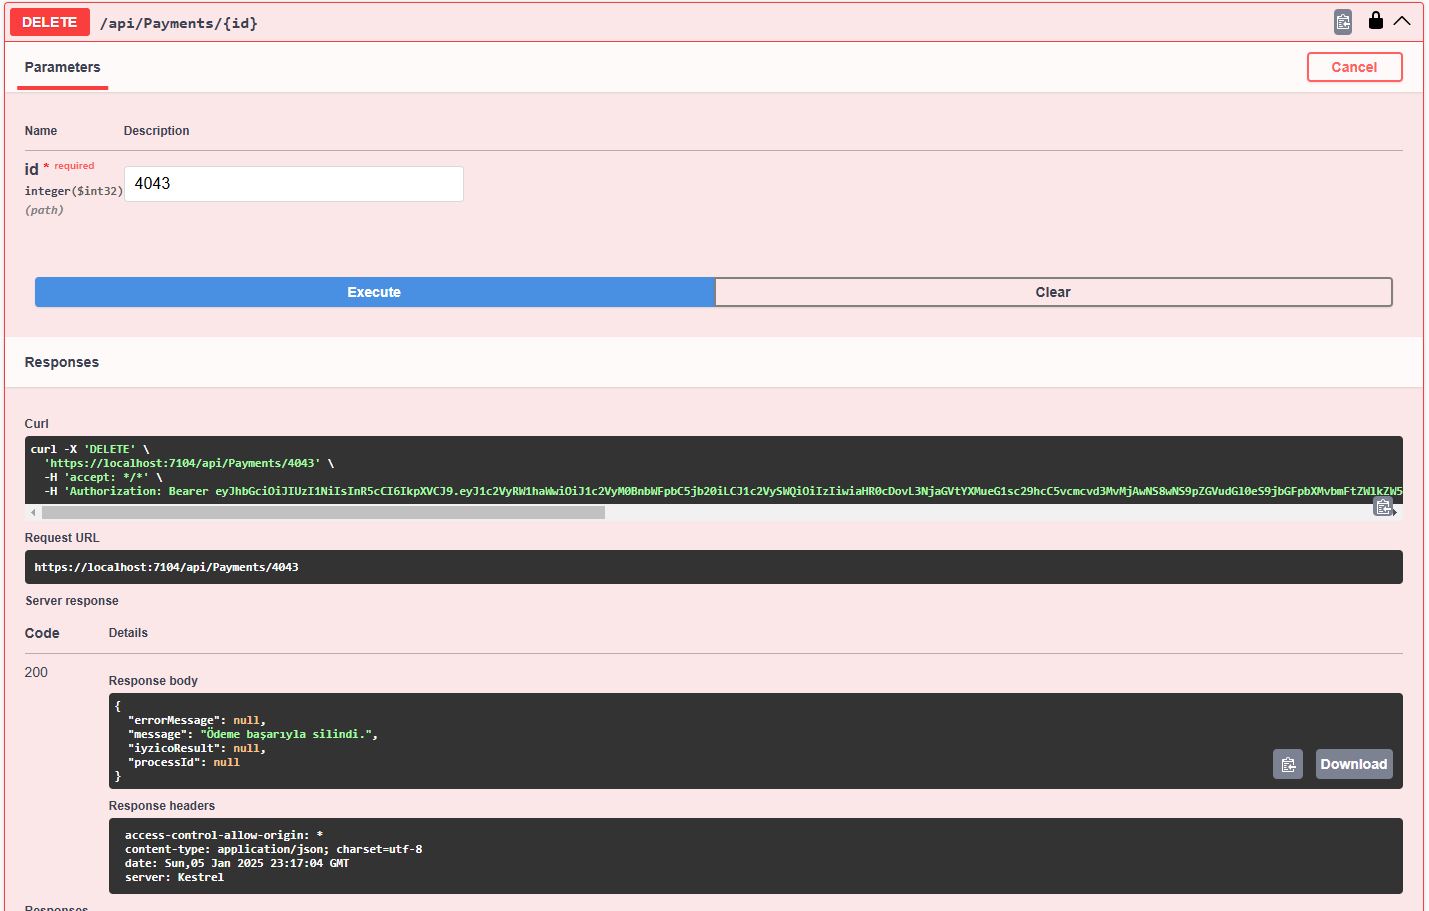 DELETE /api/Payments/{id}
Parameters
Cancel
Name Description
id * required
integer($int32)
(path)
4043
Execute Clear
Responses
Curl
curl -X 'DELETE' \
'https://localhost:7104/api/Payments/4043' \
-H 'accept: */*' \
-H 'Authorization: Bearer
Request URL
https://localhost:7104/api/Payments/4043
Server response
Code Details
200
Response body
{
"errorMessage": null,
"message": "Ödeme başarıyla silindi.",
"iyzicoResult": null,
"processId": null
}
Download
Response headers
access-control-allow-origin: *
content-type: application/json; charset=utf-8
date: Sun,05 Jan 2025 23:17:04 GMT
server: Kestrel
Responses